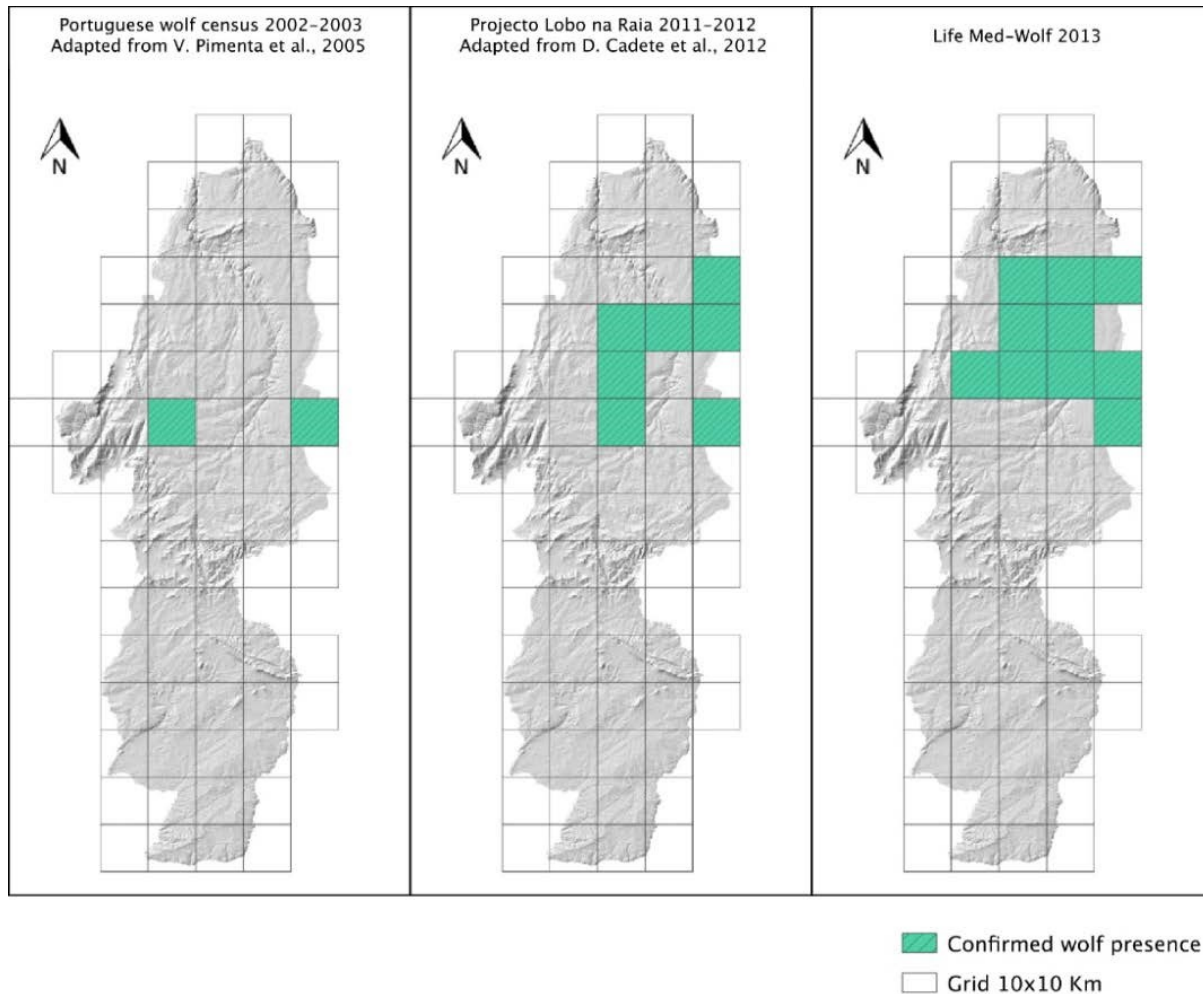 Portuguese wolf census 2002-2003
Adapted from V. Pimenta et al., 2005
Projecto Lobo na Raia 2011-2012
Adapted from D. Cadete et al., 2012
Life Med-Wolf 2013
N
N
N
Confirmed wolf presence
Grid 10x10 Km